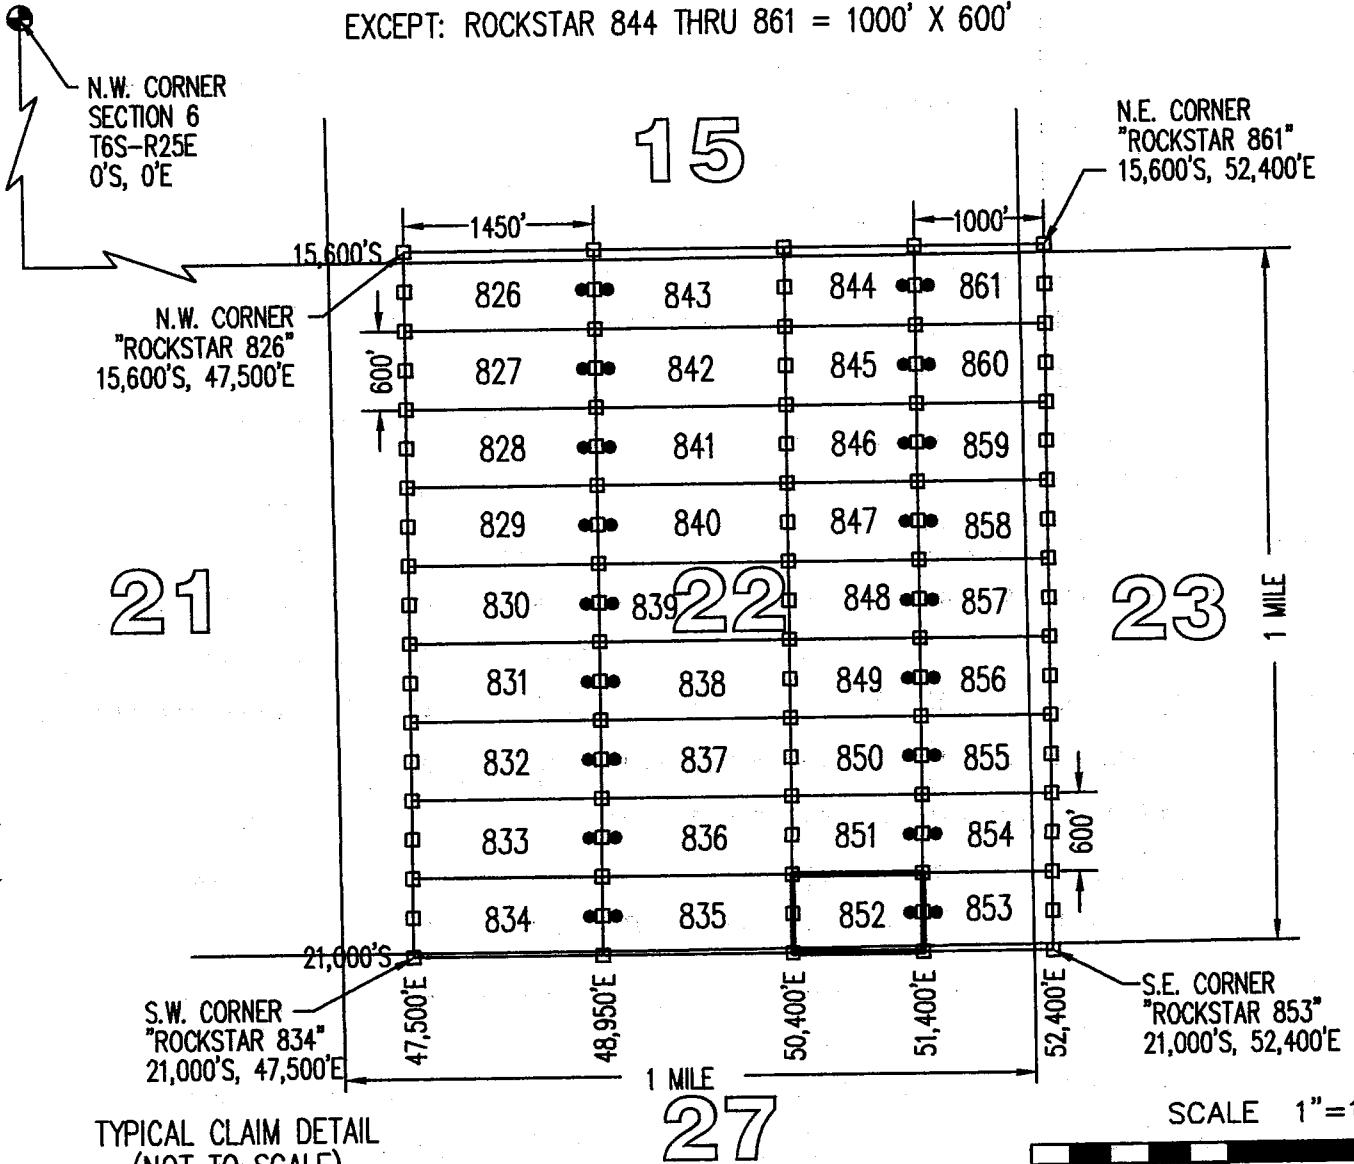 EXCEPT: ROCKSTAR 844 THRU 861 = 1000' X 600'
N.W. CORNER
SECTION 6
T6S-R25E
0'S, 0'E
15
N.E. CORNER
"ROCKSTAR 861"
15,600'S, 52,400'E
1450'
1000'
15,600'S
N.W. CORNER
"ROCKSTAR 826"
15,600'S, 47,500'E
600'
826 843 844 861
827 842 845 860
828 841 846 859
829 840 847 858
830 839 848 857
831 838 849 856
832 837 850 855
833 836 851 854
834 835 852 853
21
22
23
1 MILE
600'
21,000'S
S.W. CORNER
"ROCKSTAR 834"
21,000'S, 47,500'E
47,500'E
48,950'E
50,400'E
51,400'E
52,400'E
S.E. CORNER
"ROCKSTAR 853"
21,000'S, 52,400'E
1 MILE
27
TYPICAL CLAIM DETAIL
(NOT TO SCALE)
SCALE 1"=1